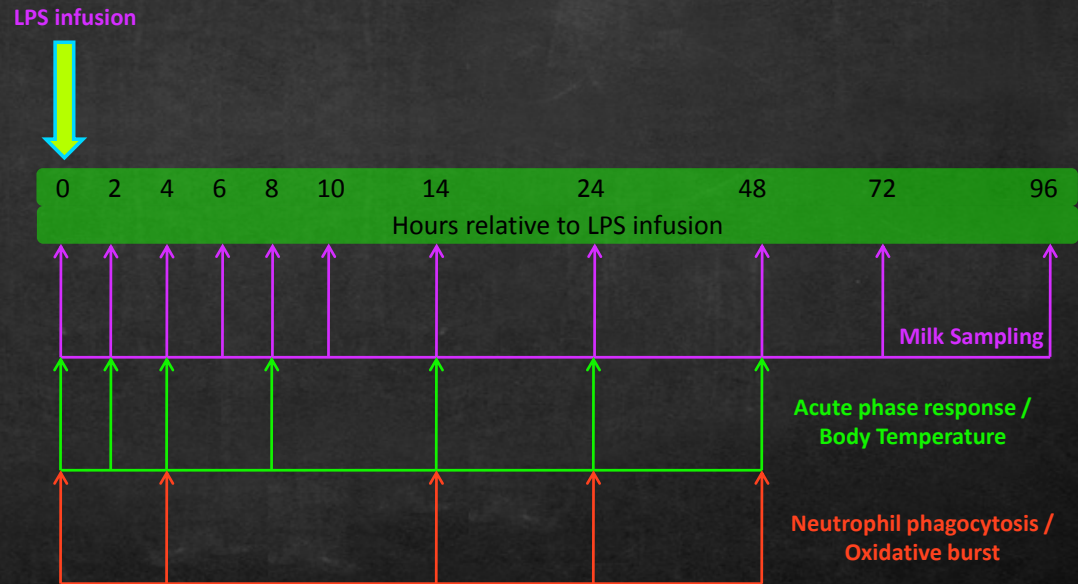 LPS infusion
0 2 4 6 8 10 14 24 48 72 96
Hours relative to LPS infusion
Milk Sampling
Acute phase response /
Body Temperature
Neutrophil phagocytosis /
Oxidative burst